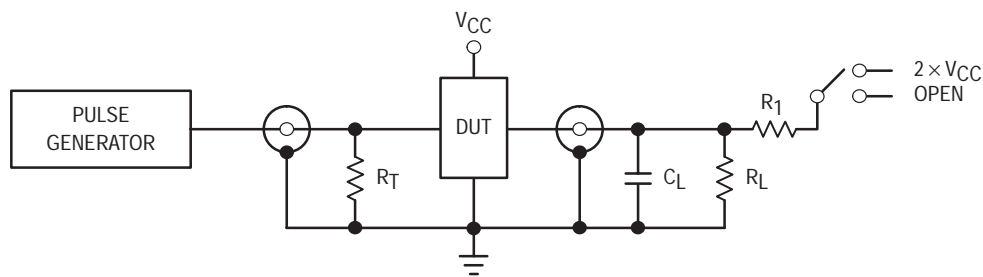 VCC
2 × VCC
OPEN
R1
PULSE
GENERATOR
DUT
RT
CL
RL